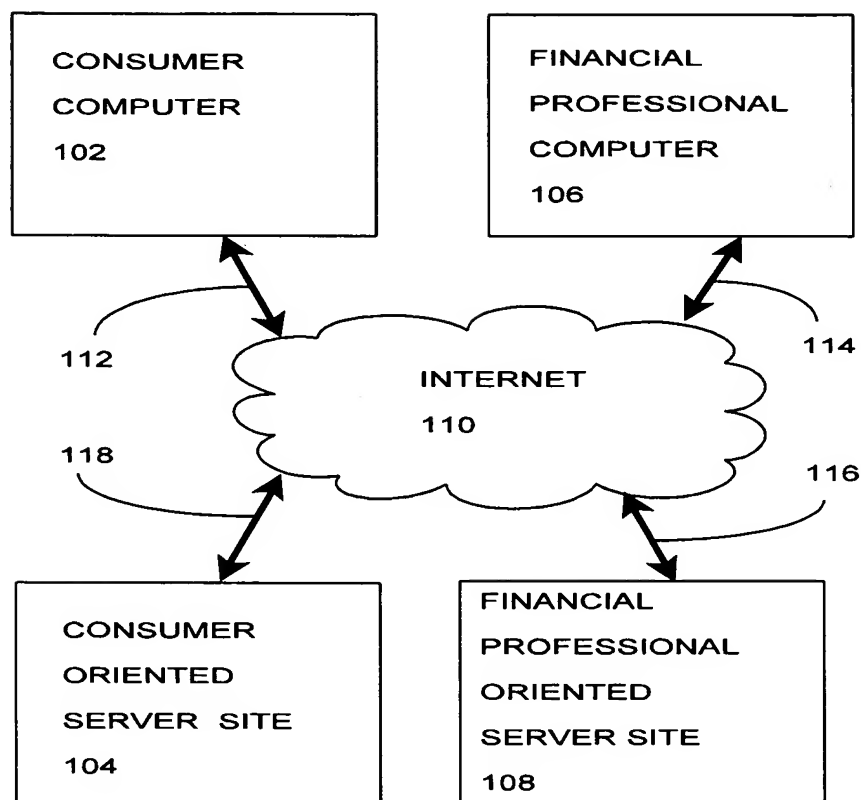 CONSUMER
COMPUTER
102
FINANCIAL
PROFESSIONAL
COMPUTER
106
112
114
INTERNET
110
118
116
CONSUMER
ORIENTED
SERVER SITE
104
FINANCIAL
PROFESSIONAL
ORIENTED
SERVER SITE
108